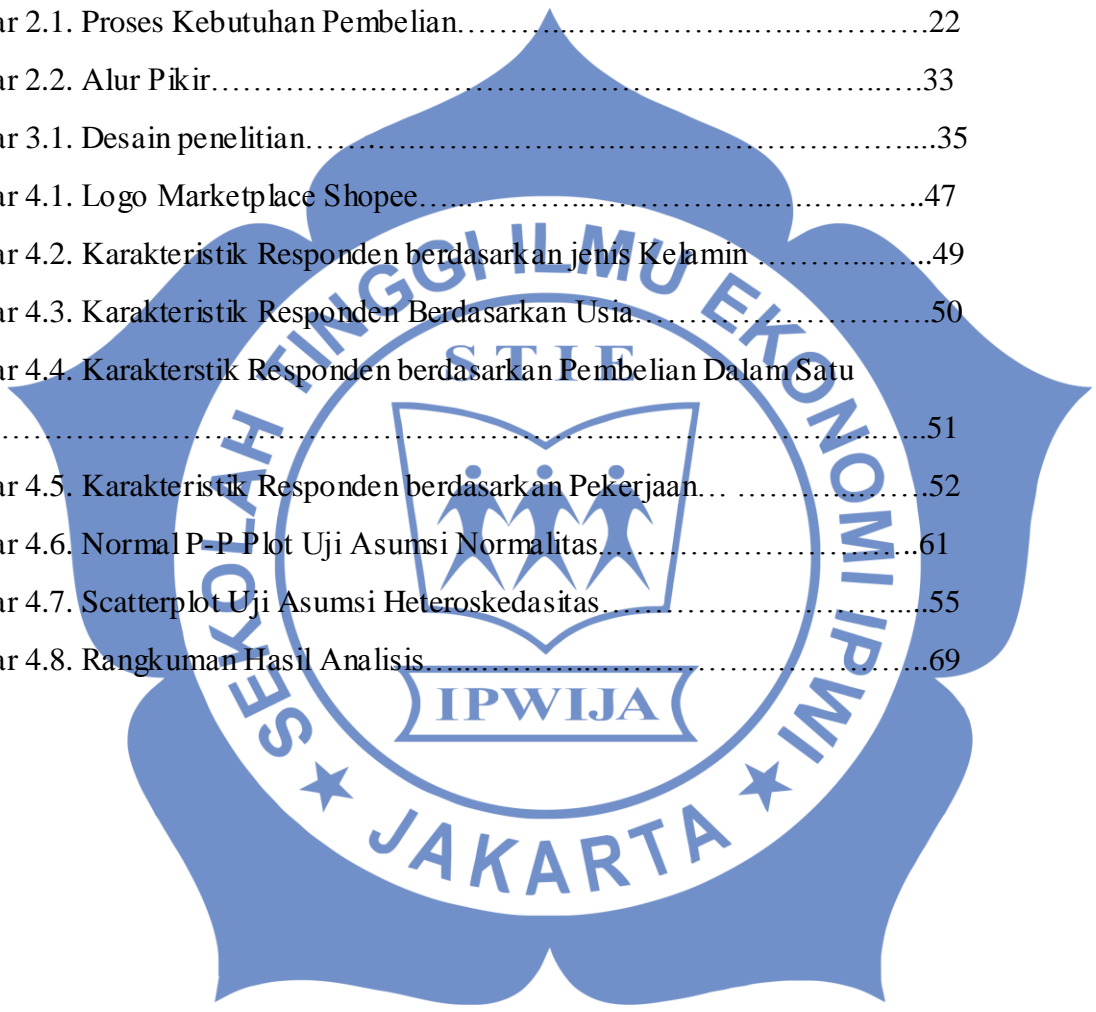 ar 2.1. Proses Kebutuhan Pembelian………...……………….…….…………….22
ar 2.2. Alur Pikir…………………….…………………….………………………..….33
ar 3.1. Desain penelitian…….…….…………………………………………………....35
ar 4.1. Logo Marketplace Shopee…...…………...…………………..…………..47
ar 4.2. Karakteristik Responden berdasarkan jenis Kelamin ………...…...49
ar 4.3. Karakteristik Responden Berdasarkan Usia…………………………….50
ar 4.4. Karakterstik Responden berdasarkan Pembelian Dalam Satu
…………………………………………………………………...…………………………...…...51
ar 4.5. Karakteristik Responden berdasarkan Pekerjaan… ………...……….52
ar 4.6. Normal P-P Plot Uji Asumsi Normalitas…………………………….…...61
ar 4.7. Scatterplot Uji Asumsi Heteroskedasitas………………………….…....55
ar 4.8. Rangkuman Hasil Analisis…...…………...…………………….………………..69
SEKOLAH TINGGI ILMU EKONOMI IPWI
STIE
IPWIJA
★ JAKARTA ★